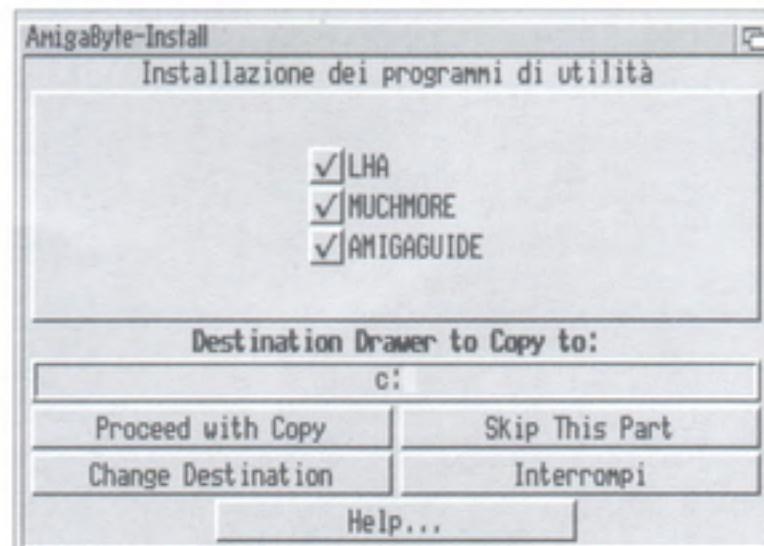 AmigaByte-Install
Installazione dei programmi di utilità
LHA
MUCHMORE
AMIGAGUIDE
Destination Drawer to Copy to:
c:
Proceed with Copy
Skip This Part
Change Destination
Interrompi
Help...